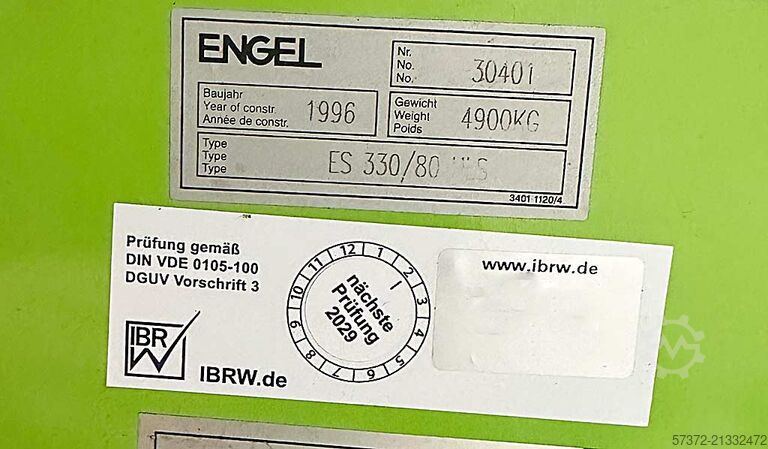 ENGEL
Nr.
No.
No.
30401
Baujahr
Year of constr.
Année de constr.
1996
Gewicht
Weight
Poids
4900KG
Type
Type
Type
ES 330/80
3401 1120/4
Prüfung gemäß
DIN VDE 0105-100
DGUV Vorschrift 3
IBR
W
IBRW.de
1
2
3
4
5
6
7
8
9
10
11
12
nächste
Prüfung
2029
www.ibrw.de
57372-21332472